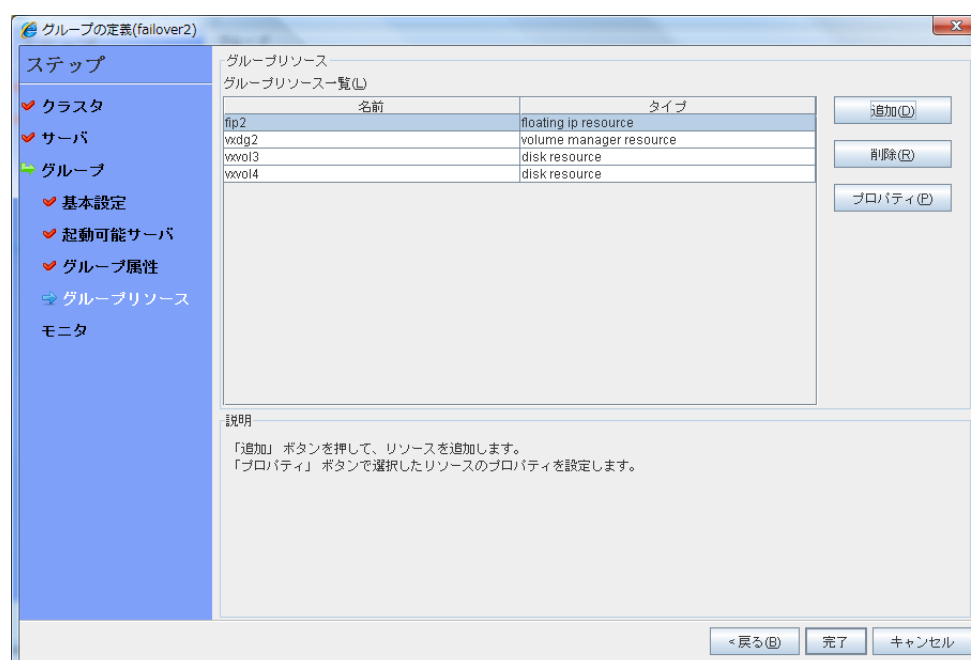 グループの定義(failover2)
ステップ
クラスタ
サーバ
グループ
基本設定
起動可能サーバ
グループ属性
グループリソース
モニタ
グループリソース
グループリソース一覧(L)
名前 タイプ
fip2 floating ip resource
vxdg2 volume manager resource
vxvol3 disk resource
vxvol4 disk resource
追加(D)
削除(R)
プロパティ(P)
説明
「追加」 ボタンを押して、リソースを追加します。
「プロパティ」 ボタンで選択したリソースのプロパティを設定します。
<戻る(B) 完了 キャンセル